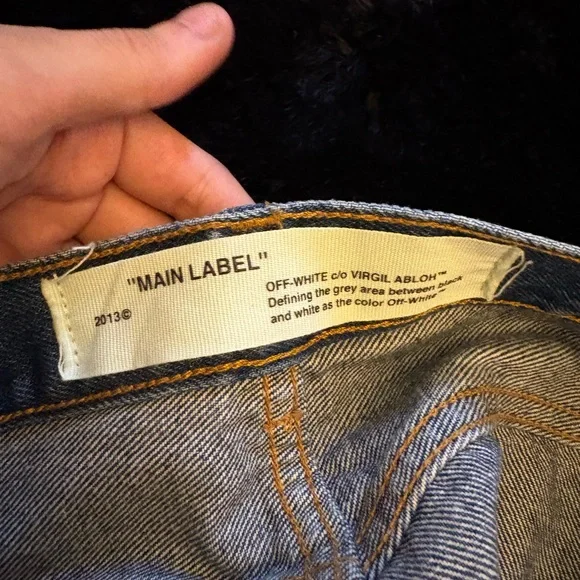 "MAIN LABEL"
2013©
OFF-WHITE c/o VIRGIL ABLOH™
Defining the grey area between black
and white as the color Off-White™